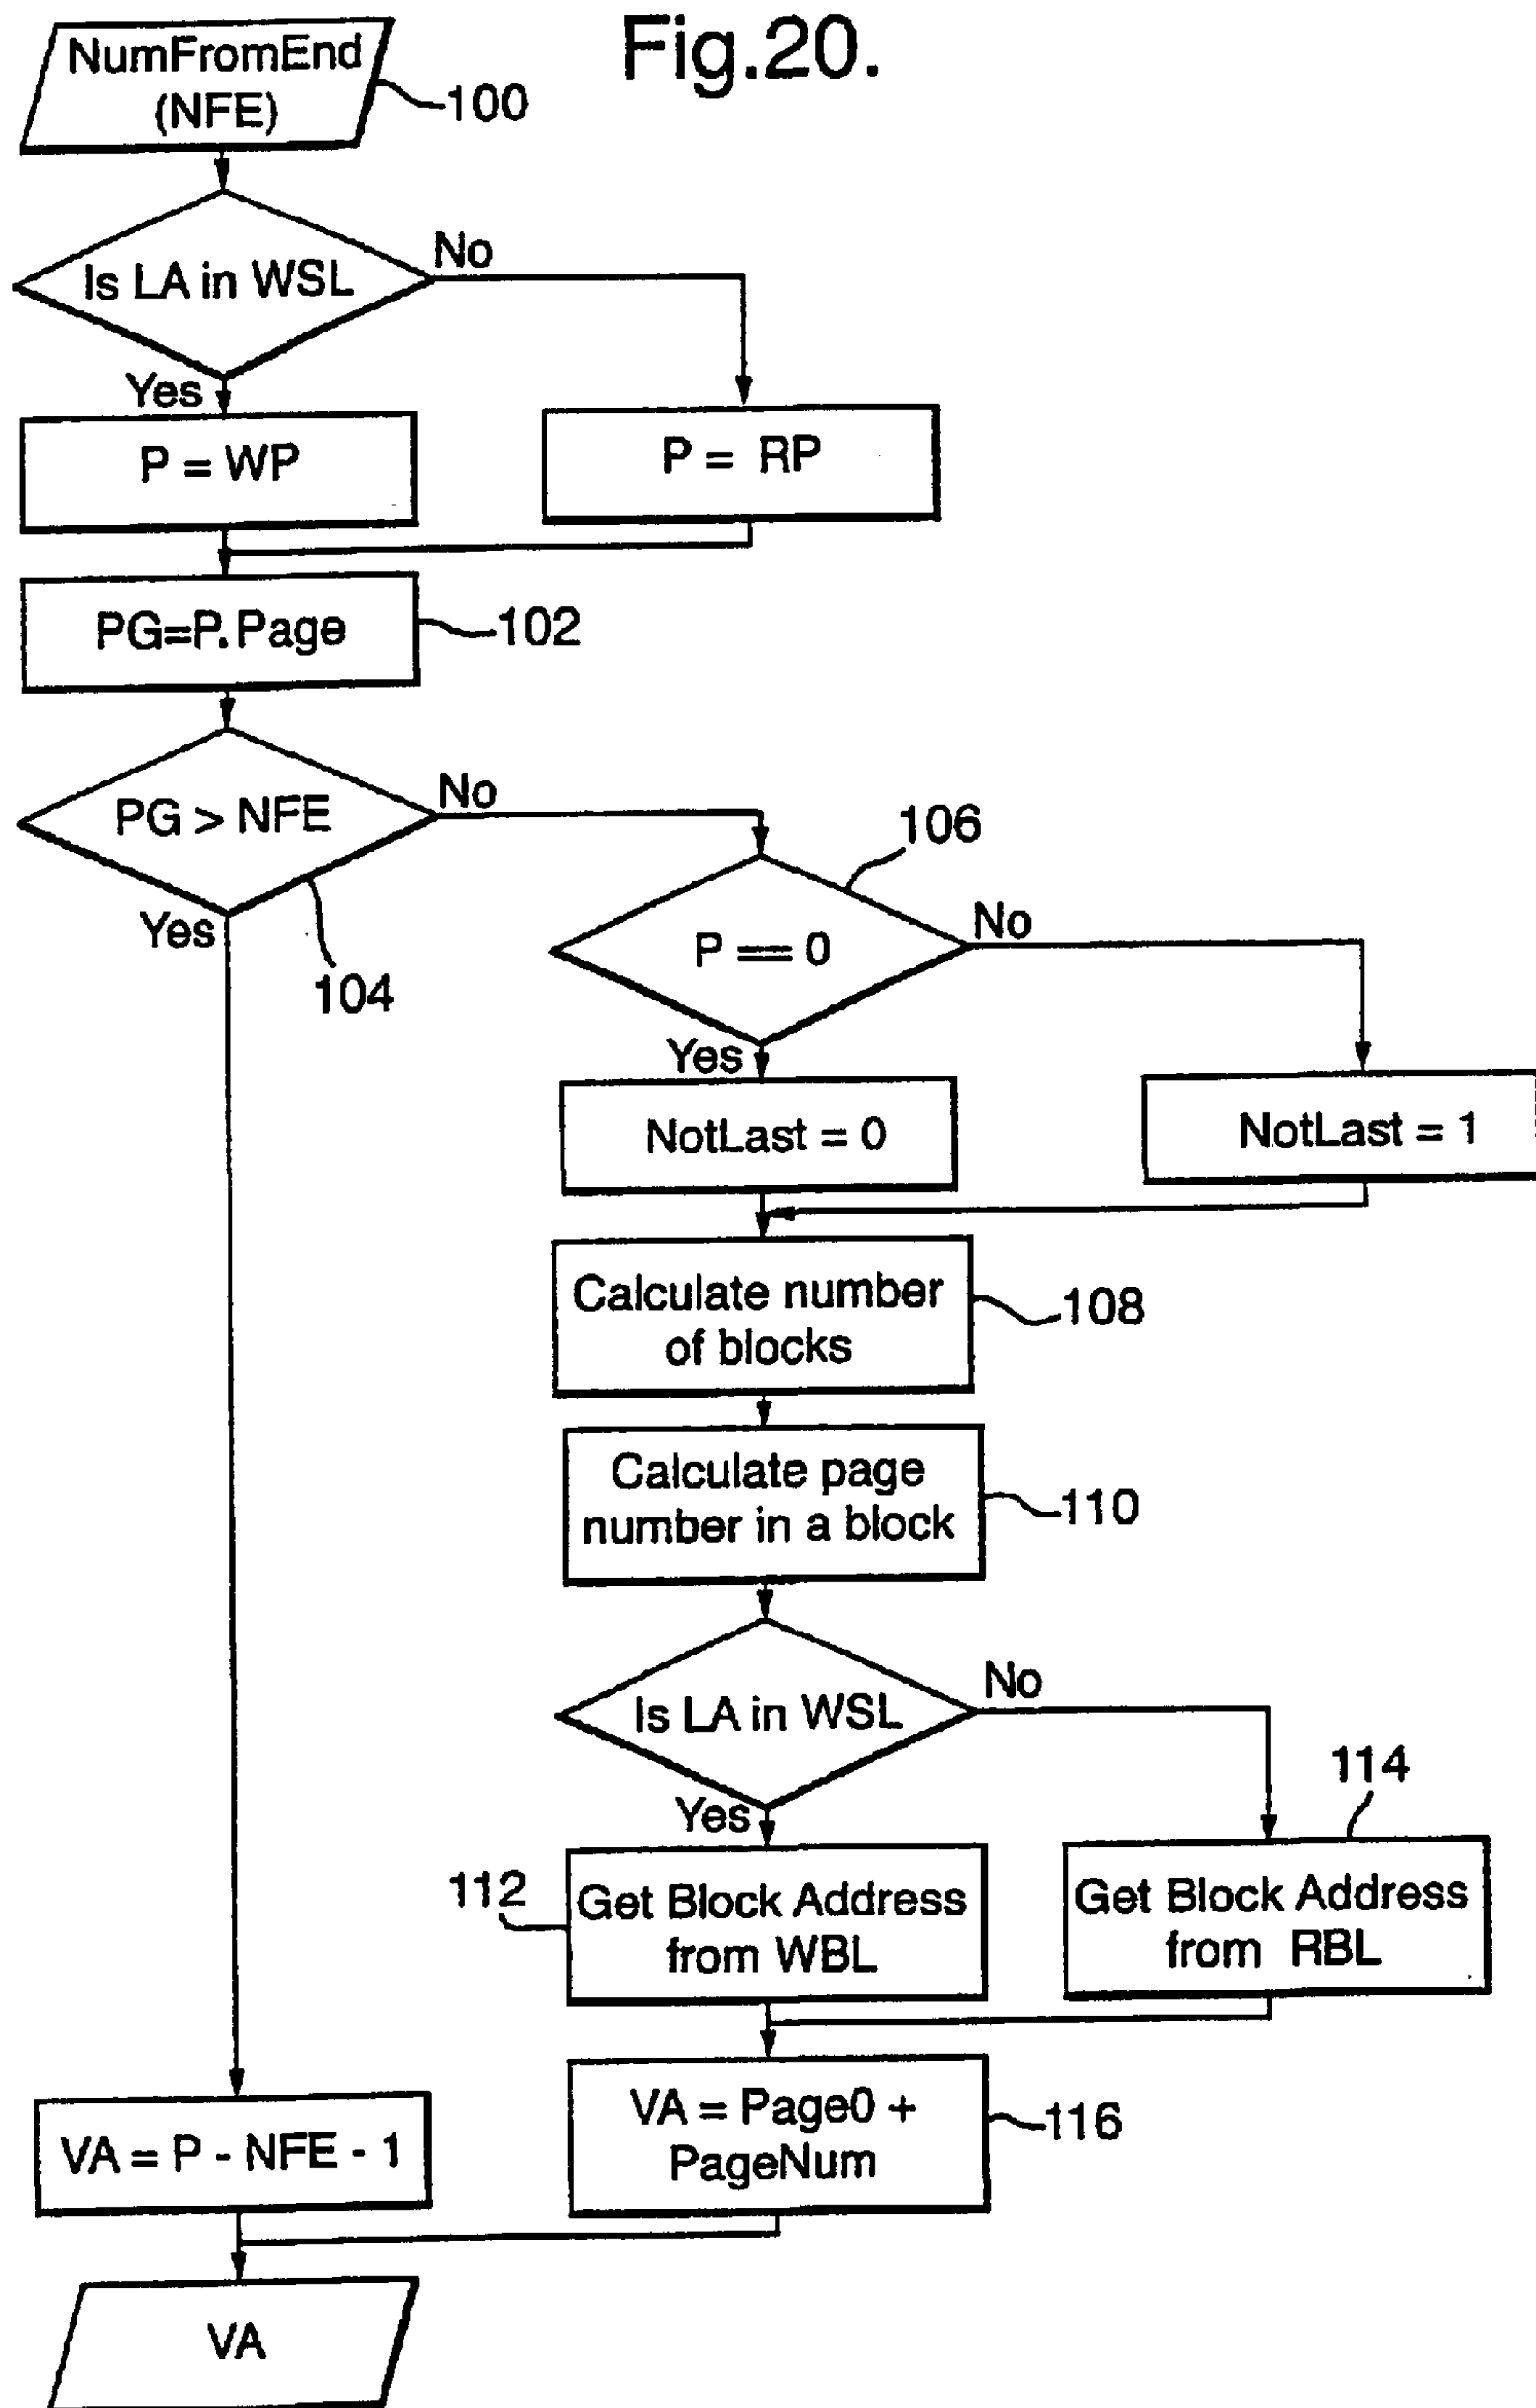 Fig.20.
NumFromEnd
(NFE)
100
Is LA in WSL
No
Yes
P = WP
P = RP
PG=P.Page
102
PG > NFE
No
Yes
104
106
P == 0
No
Yes
NotLast = 0
NotLast = 1
Calculate number
of blocks
108
Calculate page
number in a block
110
Is LA in WSL
No
Yes
112
Get Block Address
from WBL
114
Get Block Address
from RBL
VA = P - NFE - 1
VA = Page0 +
PageNum
116
VA